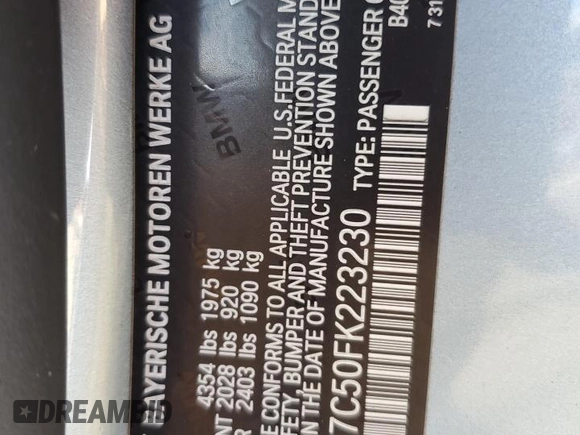 BAYERISCHE MOTOREN WERKE AG
4354 lbs 1975 kg
NT 2028 lbs 920 kg
R 2403 lbs 1090 kg
BMW
E CONFORMS TO ALL APPLICABLE U.S. FEDERAL M
FETY, BUMPER AND THEFT PREVENTION STAND
N THE DATE OF MANUFACTURE SHOWN ABOVE
7C50FK223230 TYPE: PASSENGER
B40
731
DREAMBID